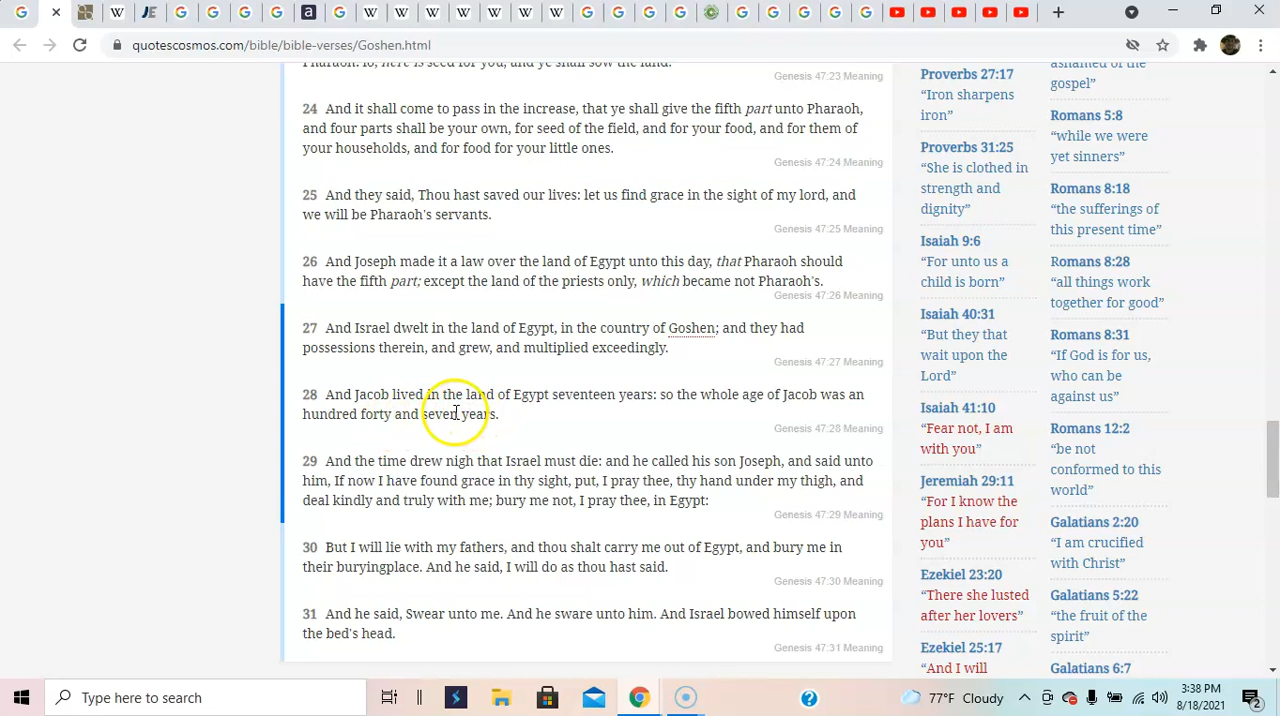 quotescosmos.com/bible/bible-verses/Goshen.html
Pharaoh: lo, here is seed for you, and ye shall sow the land.
Genesis 47:23 Meaning
24 And it shall come to pass in the increase, that ye shall give the fifth part unto Pharaoh,
and four parts shall be your own, for seed of the field, and for your food, and for them of
your households, and for food for your little ones.
Genesis 47:24 Meaning
25 And they said, Thou hast saved our lives: let us find grace in the sight of my lord, and
we will be Pharaoh's servants.
Genesis 47:25 Meaning
26 And Joseph made it a law over the land of Egypt unto this day, that Pharaoh should
have the fifth part; except the land of the priests only, which became not Pharaoh's.
Genesis 47:26 Meaning
27 And Israel dwelt in the land of Egypt, in the country of Goshen; and they had
possessions therein, and grew, and multiplied exceedingly.
Genesis 47:27 Meaning
28 And Jacob lived in the land of Egypt seventeen years: so the whole age of Jacob was an
hundred forty and seven years.
Genesis 47:28 Meaning
29 And the time drew nigh that Israel must die: and he called his son Joseph, and said unto
him, If now I have found grace in thy sight, put, I pray thee, thy hand under my thigh, and
deal kindly and truly with me; bury me not, I pray thee, in Egypt:
Genesis 47:29 Meaning
30 But I will lie with my fathers, and thou shalt carry me out of Egypt, and bury me in
their buryingplace. And he said, I will do as thou hast said.
Genesis 47:30 Meaning
31 And he said, Swear unto me. And he sware unto him. And Israel bowed himself upon
the bed's head.
Genesis 47:31 Meaning
Proverbs 27:17
“Iron sharpens
iron”
Proverbs 31:25
“She is clothed in
strength and
dignity”
Isaiah 9:6
“For unto us a
child is born”
Isaiah 40:31
“But they that
wait upon the
Lord”
Isaiah 41:10
“Fear not, I am
with you”
Jeremiah 29:11
“For I know the
plans I have for
you”
Ezekiel 23:20
“There she lusted
after her lovers”
Ezekiel 25:17
“And I will
ashamed of the
gospel”
Romans 5:8
“while we were
yet sinners”
Romans 8:18
“the sufferings of
this present time”
Romans 8:28
“all things work
together for good”
Romans 8:31
“If God is for us,
who can be
against us”
Romans 12:2
“be not
conformed to this
world”
Galatians 2:20
“I am crucified
with Christ”
Galatians 5:22
“the fruit of the
spirit”
Galatians 6:7
Type here to search
77°F Cloudy
3:38 PM
8/18/2021
2